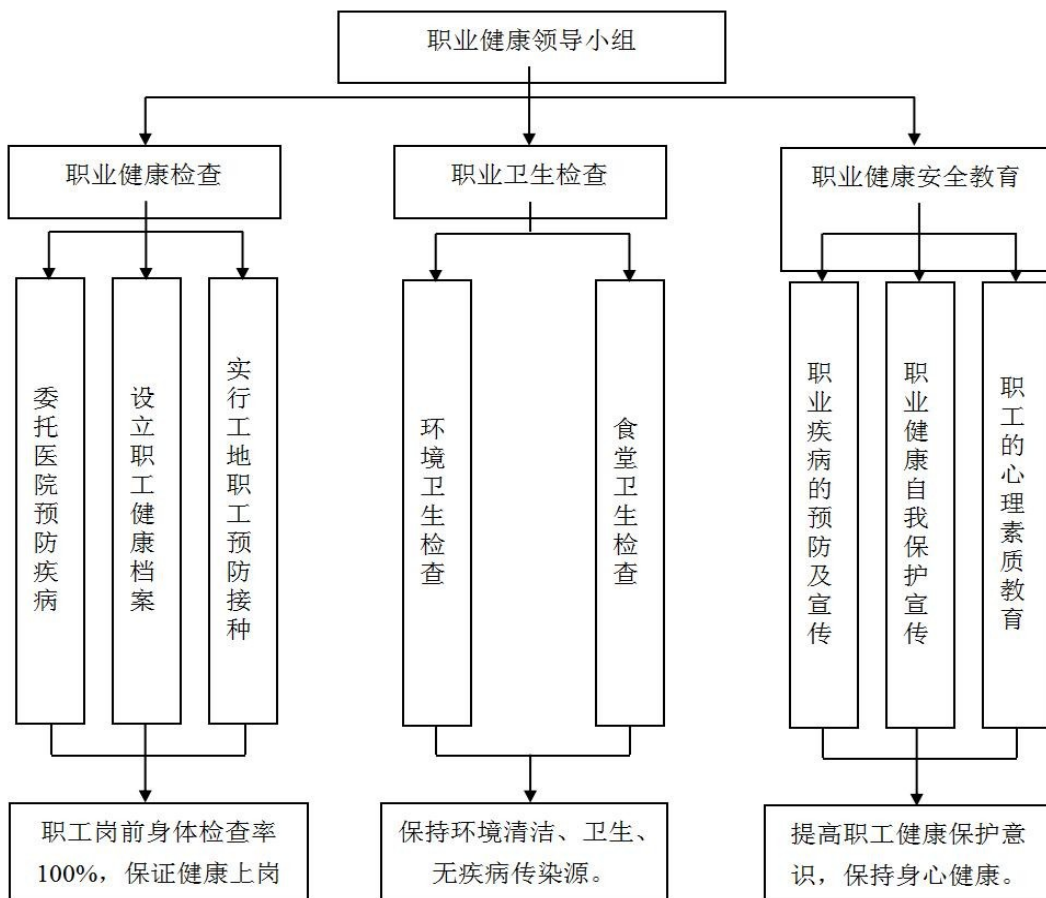 职业健康领导小组
职业健康检查
职业卫生检查
职业健康安全教育
委托医院预防疾病
设立职工健康档案
实行工地职工预防接种
环境卫生检查
食堂卫生检查
职业疾病的预防及宣传
职业健康自我保护宣传
职工的心理素质教育
职工岗前身体检查率
100%，保证健康上岗
保持环境清洁、卫生、
无疾病传染源。
提高职工健康保护意
识，保持身心健康。